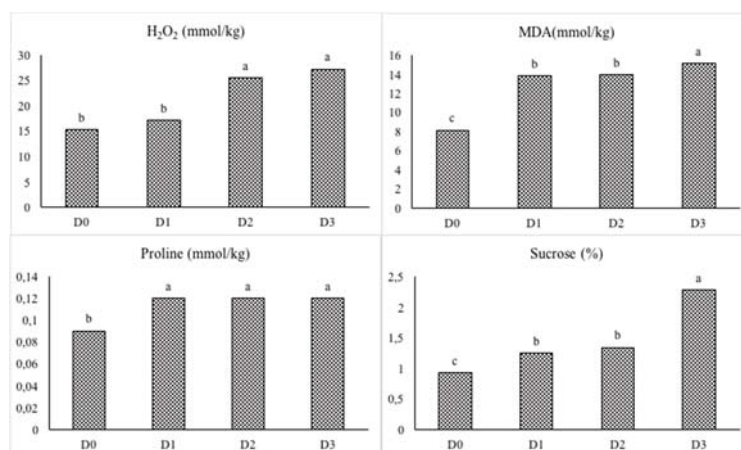 H₂O₂ (mmol/kg)
30
25
20
15
10
5
0
b
b
a
a
D0
D1
D2
D3
MDA(mmol/kg)
16
14
12
10
8
6
4
2
0
c
b
b
a
D0
D1
D2
D3
Proline (mmol/kg)
0,14
0,12
0,1
0,08
0,06
0,04
0,02
0
b
a
a
a
D0
D1
D2
D3
Sucrose (%)
2,5
2
1,5
1
0,5
0
c
b
b
a
D0
D1
D2
D3